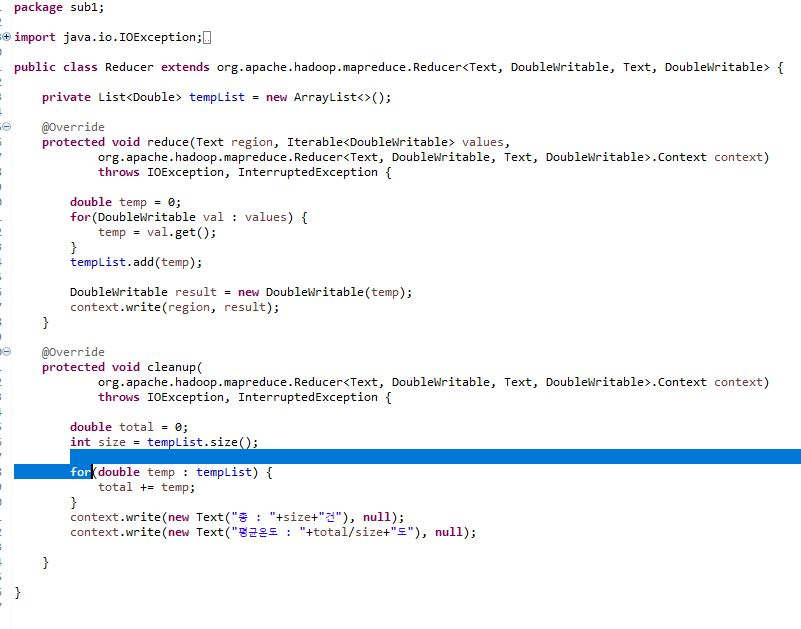 package sub1;
import java.io.IOException;
public class Reducer extends org.apache.hadoop.mapreduce.Reducer<Text, DoubleWritable, Text, DoubleWritable> {
private List<Double> tempList = new ArrayList<>();
@Override
protected void reduce(Text region, Iterable<DoubleWritable> values,
org.apache.hadoop.mapreduce.Reducer<Text, DoubleWritable, Text, DoubleWritable>.Context context)
throws IOException, InterruptedException {
double temp = 0;
for(DoubleWritable val : values) {
temp = val.get();
}
tempList.add(temp);
DoubleWritable result = new DoubleWritable(temp);
context.write(region, result);
}
@Override
protected void cleanup(
org.apache.hadoop.mapreduce.Reducer<Text, DoubleWritable, Text, DoubleWritable>.Context context)
throws IOException, InterruptedException {
double total = 0;
int size = tempList.size();
for(double temp : tempList) {
total += temp;
}
context.write(new Text("총 : "+size+"건"), null);
context.write(new Text("평균온도 : "+total/size+"도"), null);
}
}